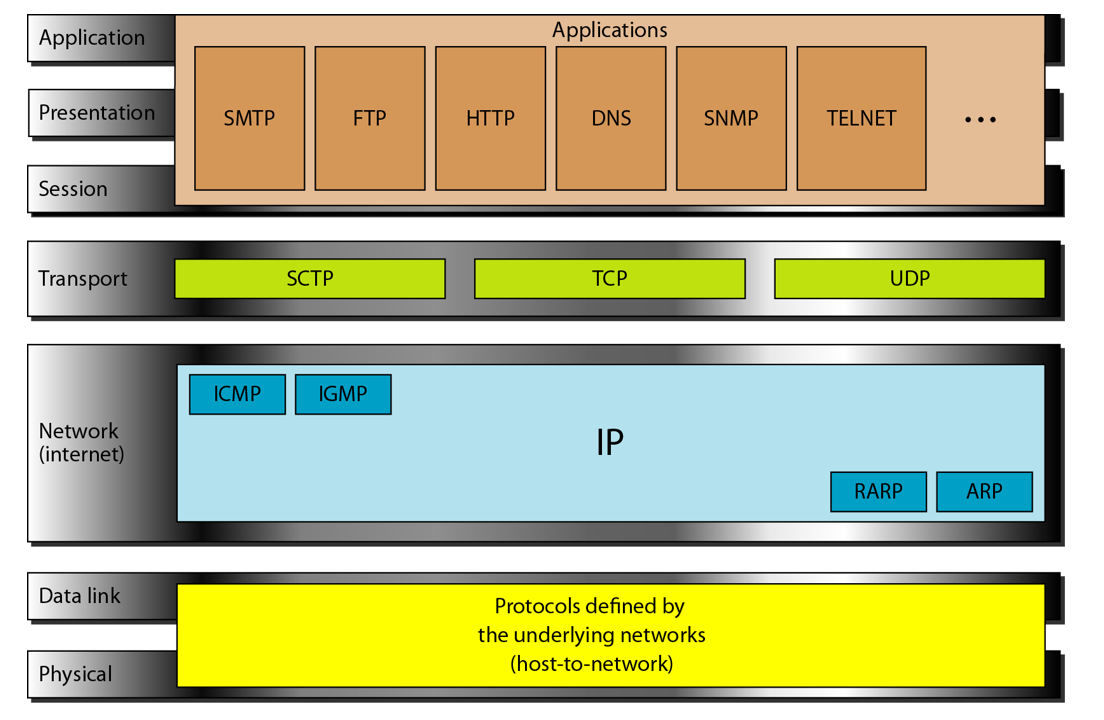 Application
Applications
Presentation
SMTP
FTP
HTTP
DNS
SNMP
TELNET
...
Session
Transport
SCTP
TCP
UDP
Network
(internet)
ICMP
IGMP
IP
RARP
ARP
Data link
Physical
Protocols defined by
the underlying networks
(host-to-network)